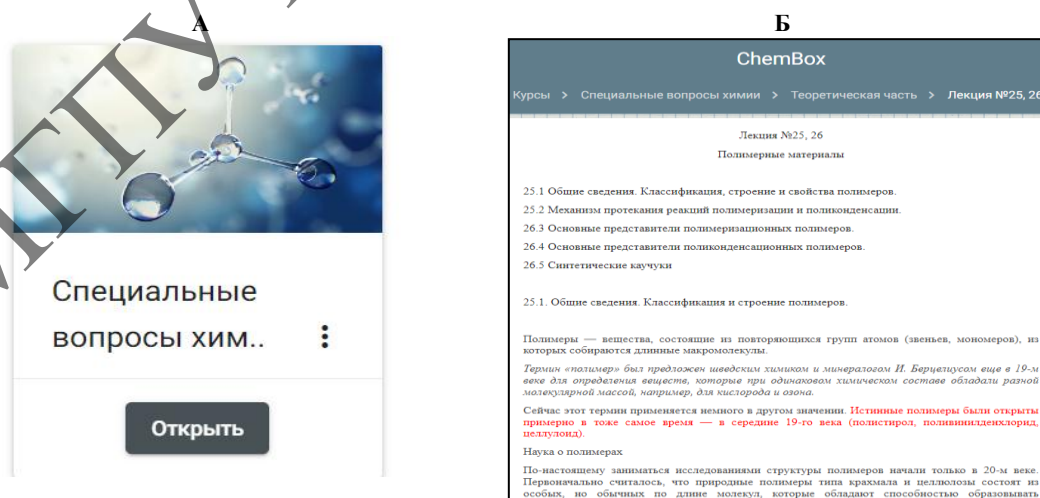 А
Специальные
вопросы хим..
Открыть
Б
ChemBox
Курсы > Специальные вопросы химии > Теоретическая часть > Лекция №25, 26
Лекция №25, 26
Полимерные материалы
25.1 Общие сведения. Классификация, строение и свойства полимеров.
25.2 Механизм протекания реакций полимеризации и поликонденсации.
26.3 Основные представители полимеризационных полимеров.
26.4 Основные представители поликонденсационных полимеров.
26.5 Синтетические каучуки
25.1. Общие сведения. Классификация и строение полимеров.
Полимеры — вещества, состоящие из повторяющихся групп атомов (звеньев, мономеров), из
которых собираются длинные макромолекулы.
Термин «полимер» был предложен шведским химиком и минералогом И. Берцелиусом еще в 19-м
веке для определения веществ, которые при одинаковом химическом составе обладали разной
молекулярной массой, например, для кислорода и озона.
Сейчас этот термин применяется немного в другом значении. Истинные полимеры были открыты
примерно в тоже самое время — в середине 19-го века (полистирол, поливинилденхлорид,
целлулоид).
Наука о полимерах
По-настоящему заниматься исследованиями структуры полимеров начали только в 20-м веке.
Первоначально считалось, что природные полимеры типа крахмала и целлюлозы состоят из
особых, но обычных по длине молекул, которые обладают способностью образовывать